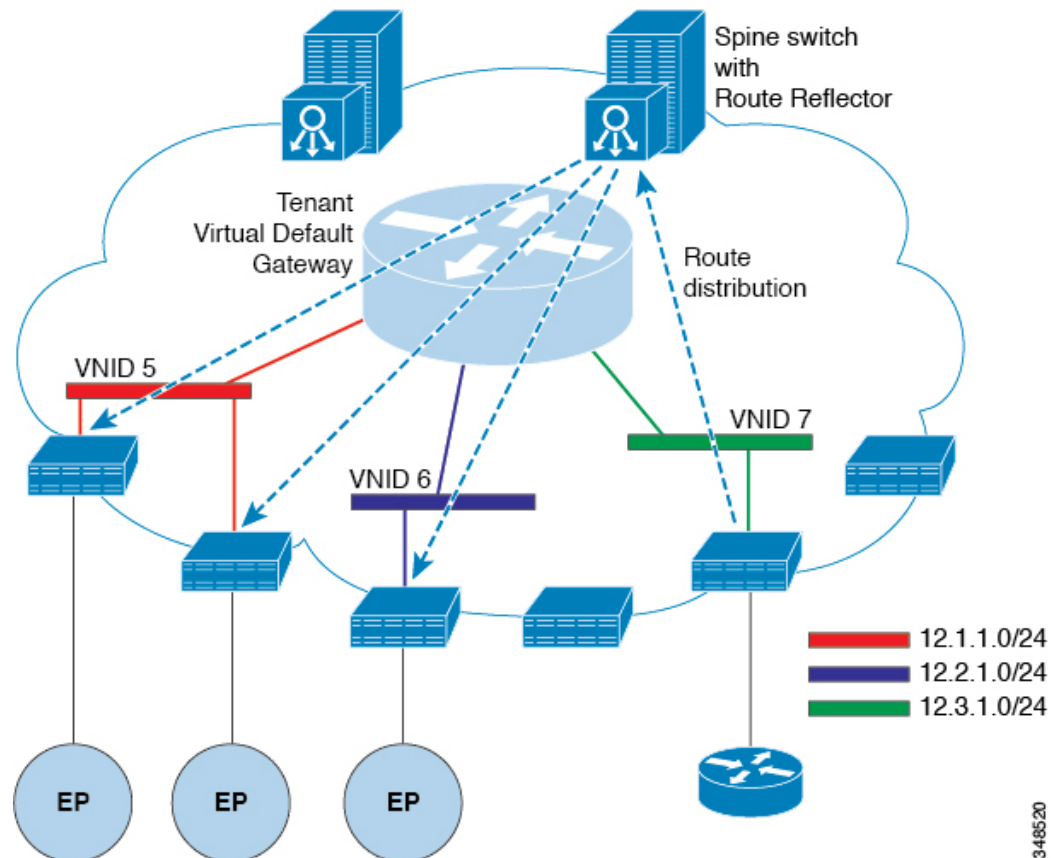 Spine switch
with
Route Reflector
Tenant
Virtual Default
Gateway
Route
distribution
VNID 5
VNID 7
VNID 6
12.1.1.0/24
12.2.1.0/24
12.3.1.0/24
EP
EP
EP
348520